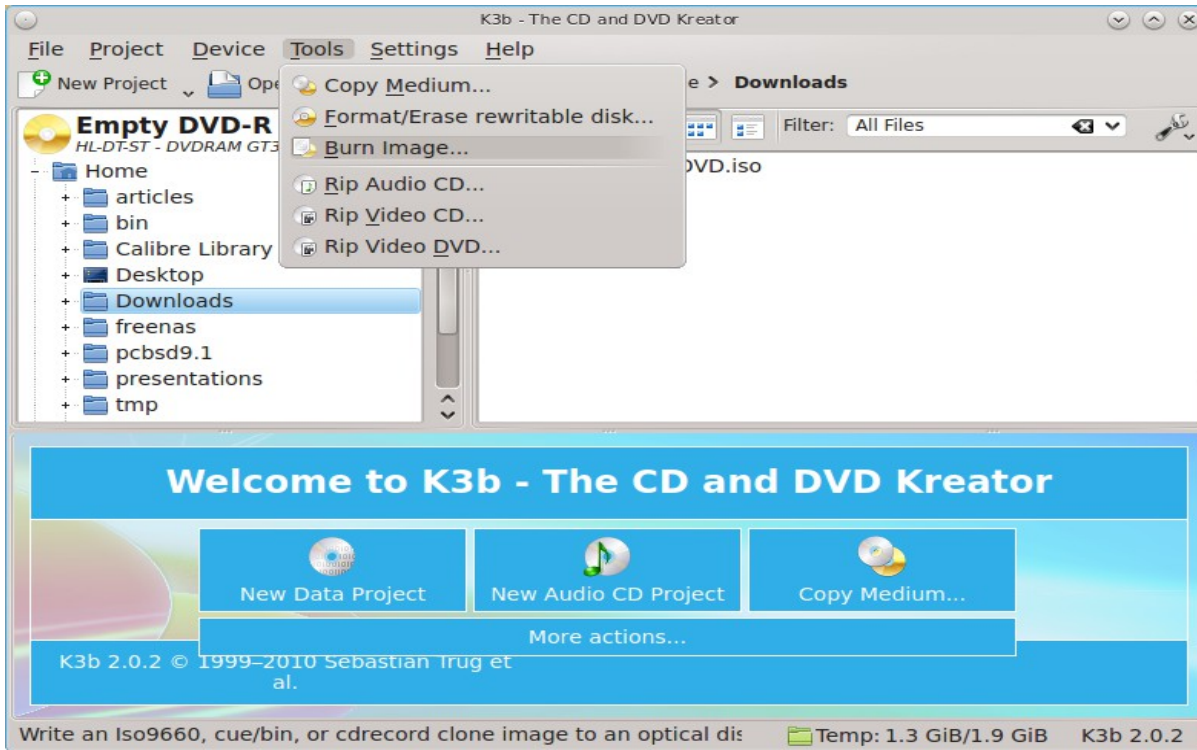 K3b - The CD and DVD Kreator
File Project Device Tools Settings Help
New Project Ope e > Downloads
Copy Medium...
Format/Erase rewritable disk...
Burn Image...
Rip Audio CD...
Rip Video CD...
Rip Video DVD...
Empty DVD-R
HL-DT-ST - DVDRAM GT3
Filter: All Files
DVD.iso
Home
articles
bin
Calibre Library
Desktop
Downloads
freenas
pcbsd9.1
presentations
tmp
Welcome to K3b - The CD and DVD Kreator
New Data Project New Audio CD Project Copy Medium...
More actions...
K3b 2.0.2 © 1999–2010 Sebastian Trüg et
al.
Write an Iso9660, cue/bin, or cdrecord clone image to an optical dis Temp: 1.3 GiB/1.9 GiB K3b 2.0.2